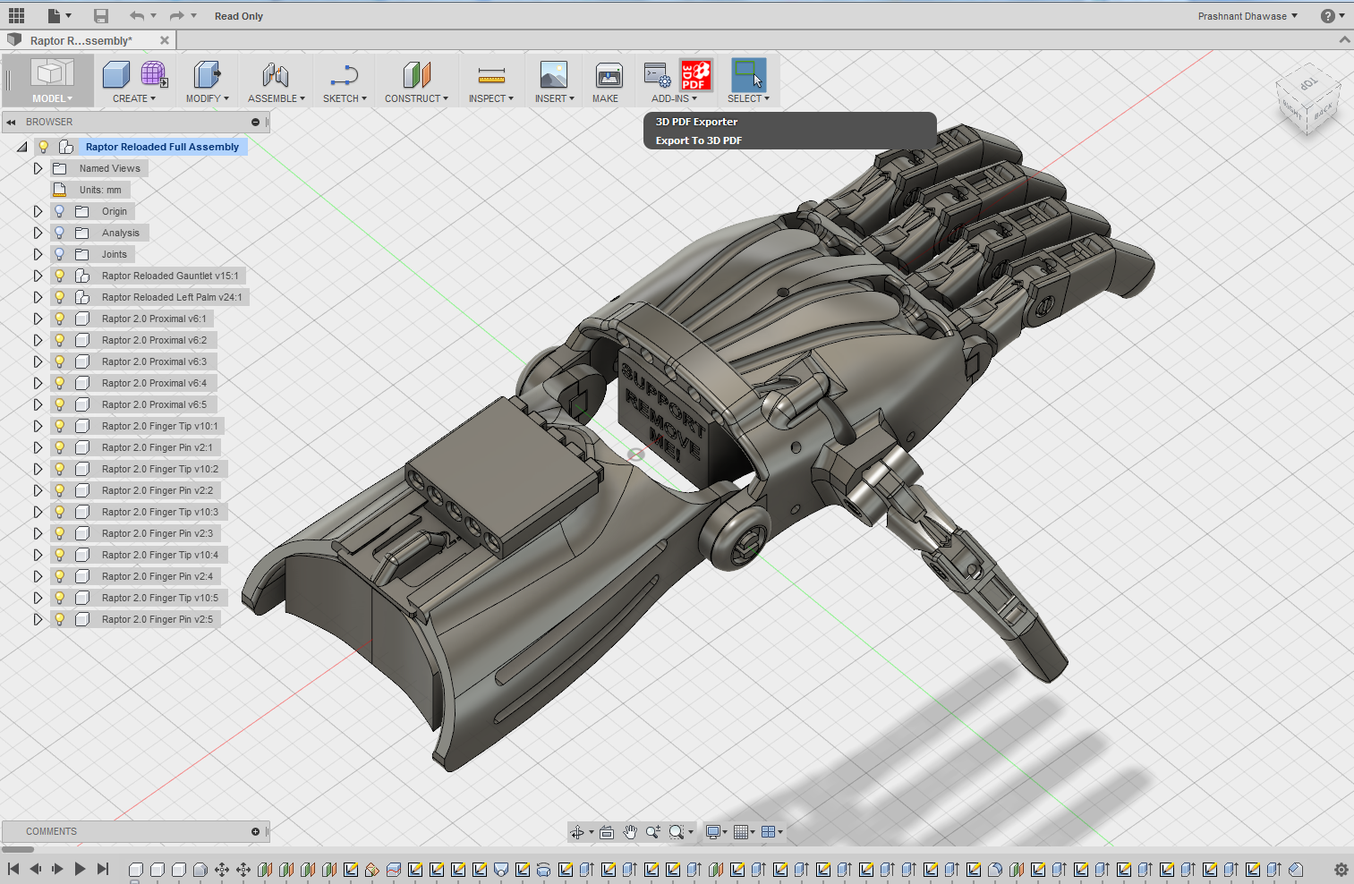 Read Only
Prashnant Dhawase
Raptor R...ssembly*
3D PDF
MODEL
CREATE
MODIFY
ASSEMBLE
SKETCH
CONSTRUCT
INSPECT
INSERT
MAKE
ADD-INS
SELECT
TOP
RIGHT
BACK
BROWSER
3D PDF Exporter
Export To 3D PDF
Raptor Reloaded Full Assembly
Named Views
Units: mm
Origin
Analysis
Joints
Raptor Reloaded Gauntlet v15:1
Raptor Reloaded Left Palm v24:1
Raptor 2.0 Proximal v6:1
Raptor 2.0 Proximal v6:2
Raptor 2.0 Proximal v6:3
Raptor 2.0 Proximal v6:4
Raptor 2.0 Proximal v6:5
Raptor 2.0 Finger Tip v10:1
Raptor 2.0 Finger Pin v2:1
Raptor 2.0 Finger Tip v10:2
Raptor 2.0 Finger Pin v2:2
Raptor 2.0 Finger Tip v10:3
Raptor 2.0 Finger Pin v2:3
Raptor 2.0 Finger Tip v10:4
Raptor 2.0 Finger Pin v2:4
Raptor 2.0 Finger Tip v10:5
Raptor 2.0 Finger Pin v2:5
SUPPORT
REMOVE
ME!
COMMENTS